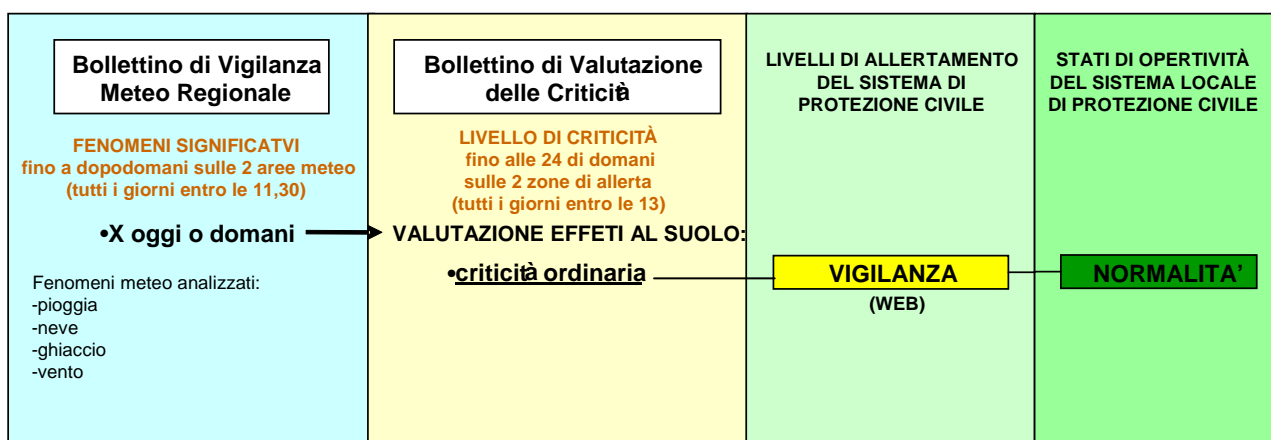 Bollettino di Vigilanza
Meteo Regionale
FENOMENI SIGNIFICATVI
fino a dopodomani sulle 2 aree meteo
(tutti i giorni entro le 11,30)
•X oggi o domani
Fenomeni meteo analizzati:
-pioggia
-neve
-ghiaccio
-vento
Bollettino di Valutazione
delle Criticità
LIVELLO DI CRITICITÀ
fino alle 24 di domani
sulle 2 zone di allerta
(tutti i giorni entro le 13)
VALUTAZIONE EFFETI AL SUOLO:
•criticità ordinaria
LIVELLI DI ALLERTAMENTO
DEL SISTEMA DI
PROTEZIONE CIVILE
VIGILANZA
(WEB)
STATI DI OPERTIVITÀ
DEL SISTEMA LOCALE
DI PROTEZIONE CIVILE
NORMALITA’